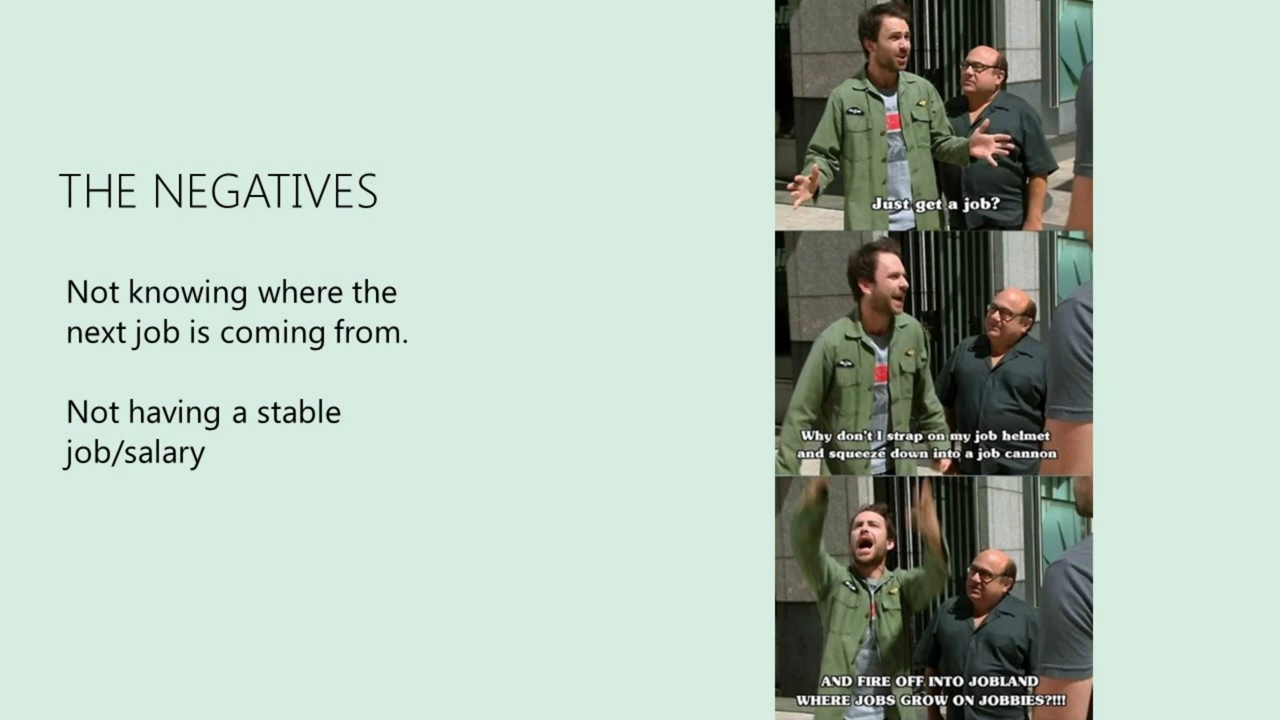 THE NEGATIVES
Not knowing where the
next job is coming from.
Not having a stable
job/salary
Just get a job?
Why don't I strap on my job helmet
and squeeze down into a job cannon
AND FIRE OFF INTO JOBLAND
WHERE JOBS GROW ON JOBBIES?!!!